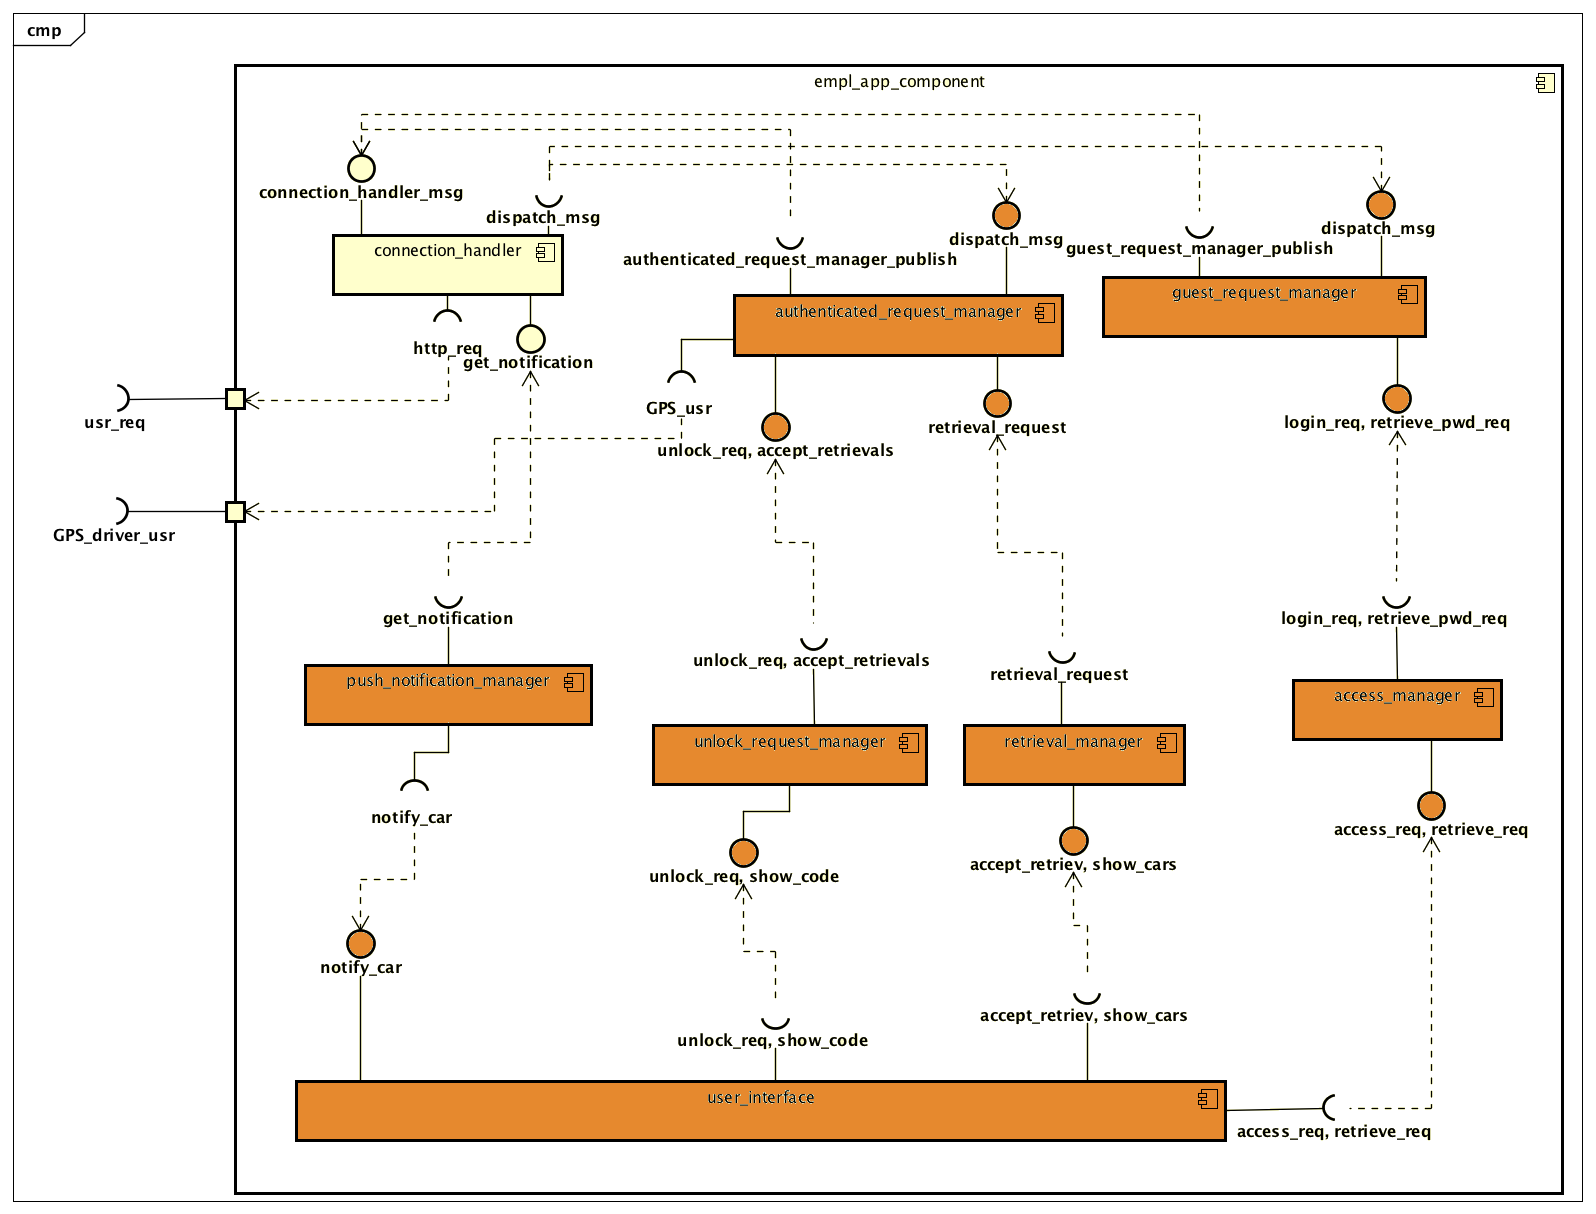 cmp
empl_app_component
connection_handler_msg
dispatch_msg
connection_handler
authenticated_request_manager_publish
dispatch_msg
guest_request_manager_publish
dispatch_msg
authenticated_request_manager
guest_request_manager
http_req
get_notification
usr_req
GPS_usr
unlock_req, accept_retrievals
retrieval_request
login_req, retrieve_pwd_req
GPS_driver_usr
get_notification
unlock_req, accept_retrievals
retrieval_request
login_req, retrieve_pwd_req
push_notification_manager
unlock_request_manager
retrieval_manager
access_manager
notify_car
unlock_req, show_code
accept_retriev, show_cars
access_req, retrieve_req
notify_car
unlock_req, show_code
accept_retriev, show_cars
user_interface
access_req, retrieve_req